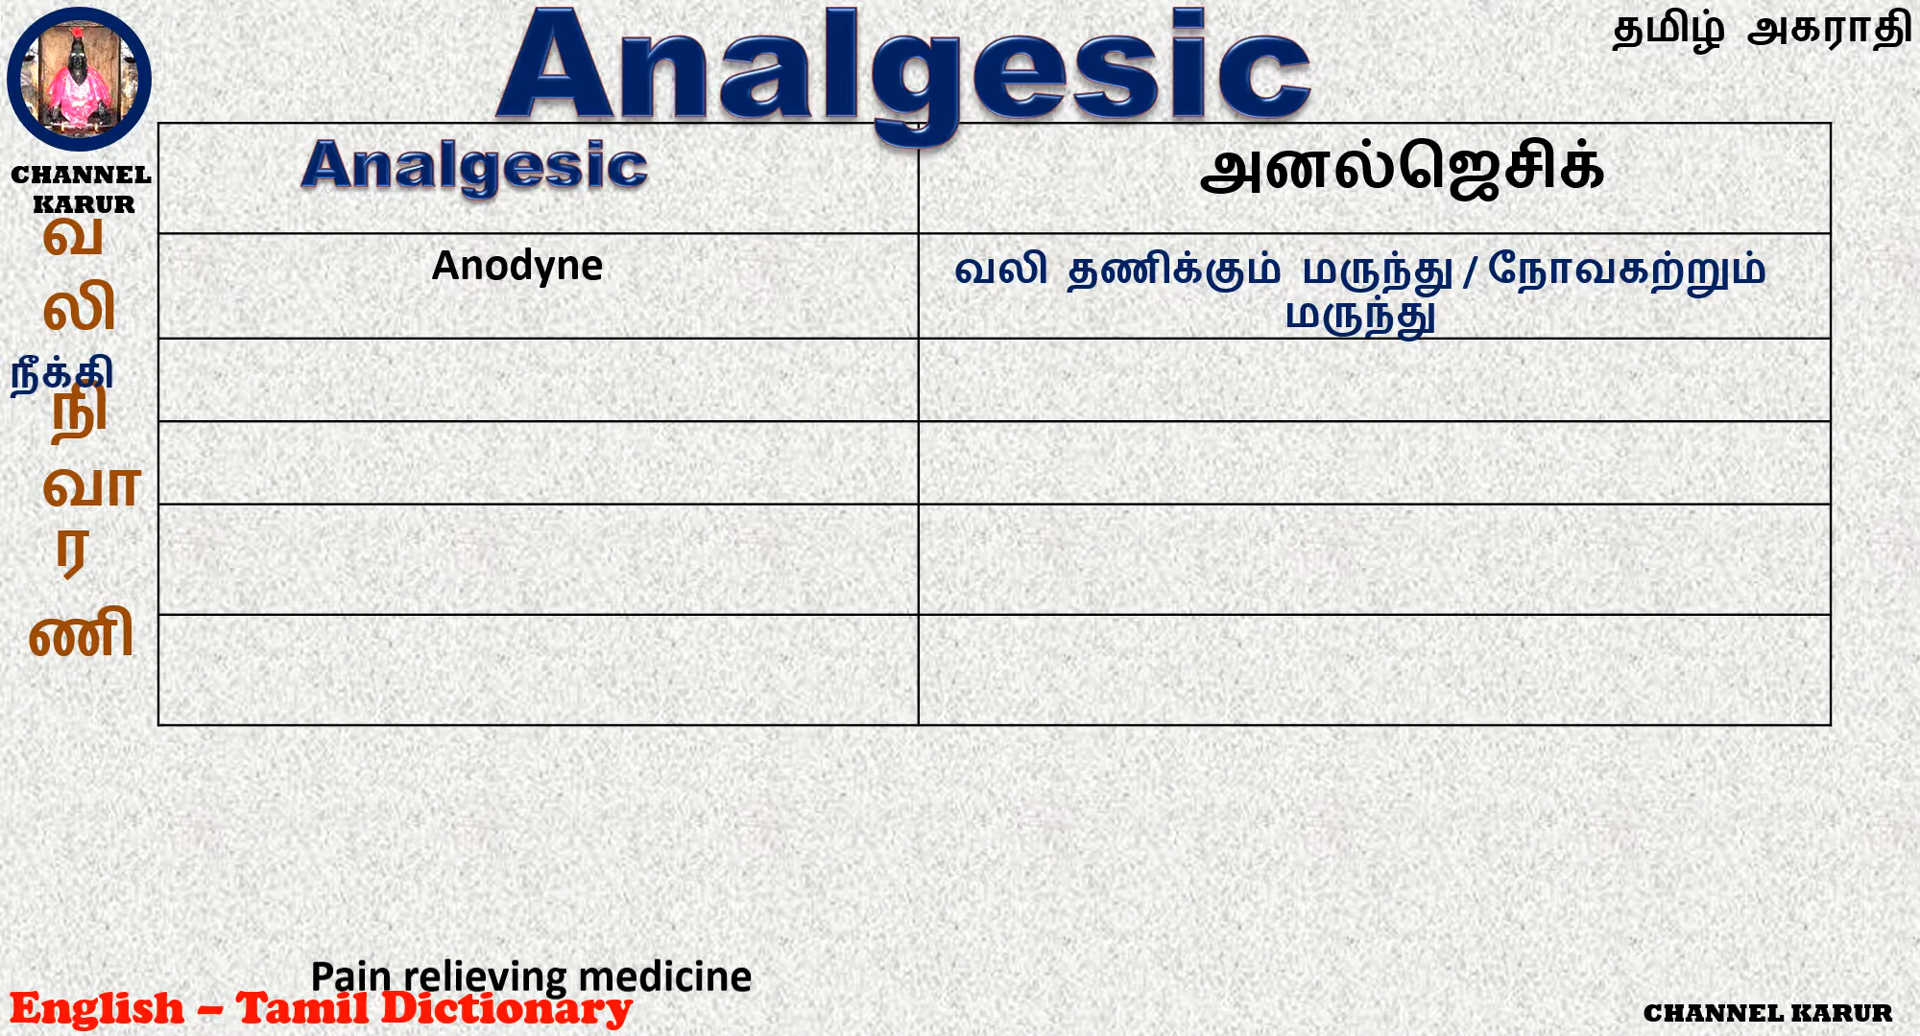 Analgesic
தமிழ் அகராதி
CHANNEL
KARUR
Analgesic
அனல்ஜெசிக்
Anodyne
வலி தணிக்கும் மருந்து / நோவகற்றும்
மருந்து
வ
லி
நீக்கி
நி
வா
ர
ணி
Pain relieving medicine
English – Tamil Dictionary
CHANNEL KARUR